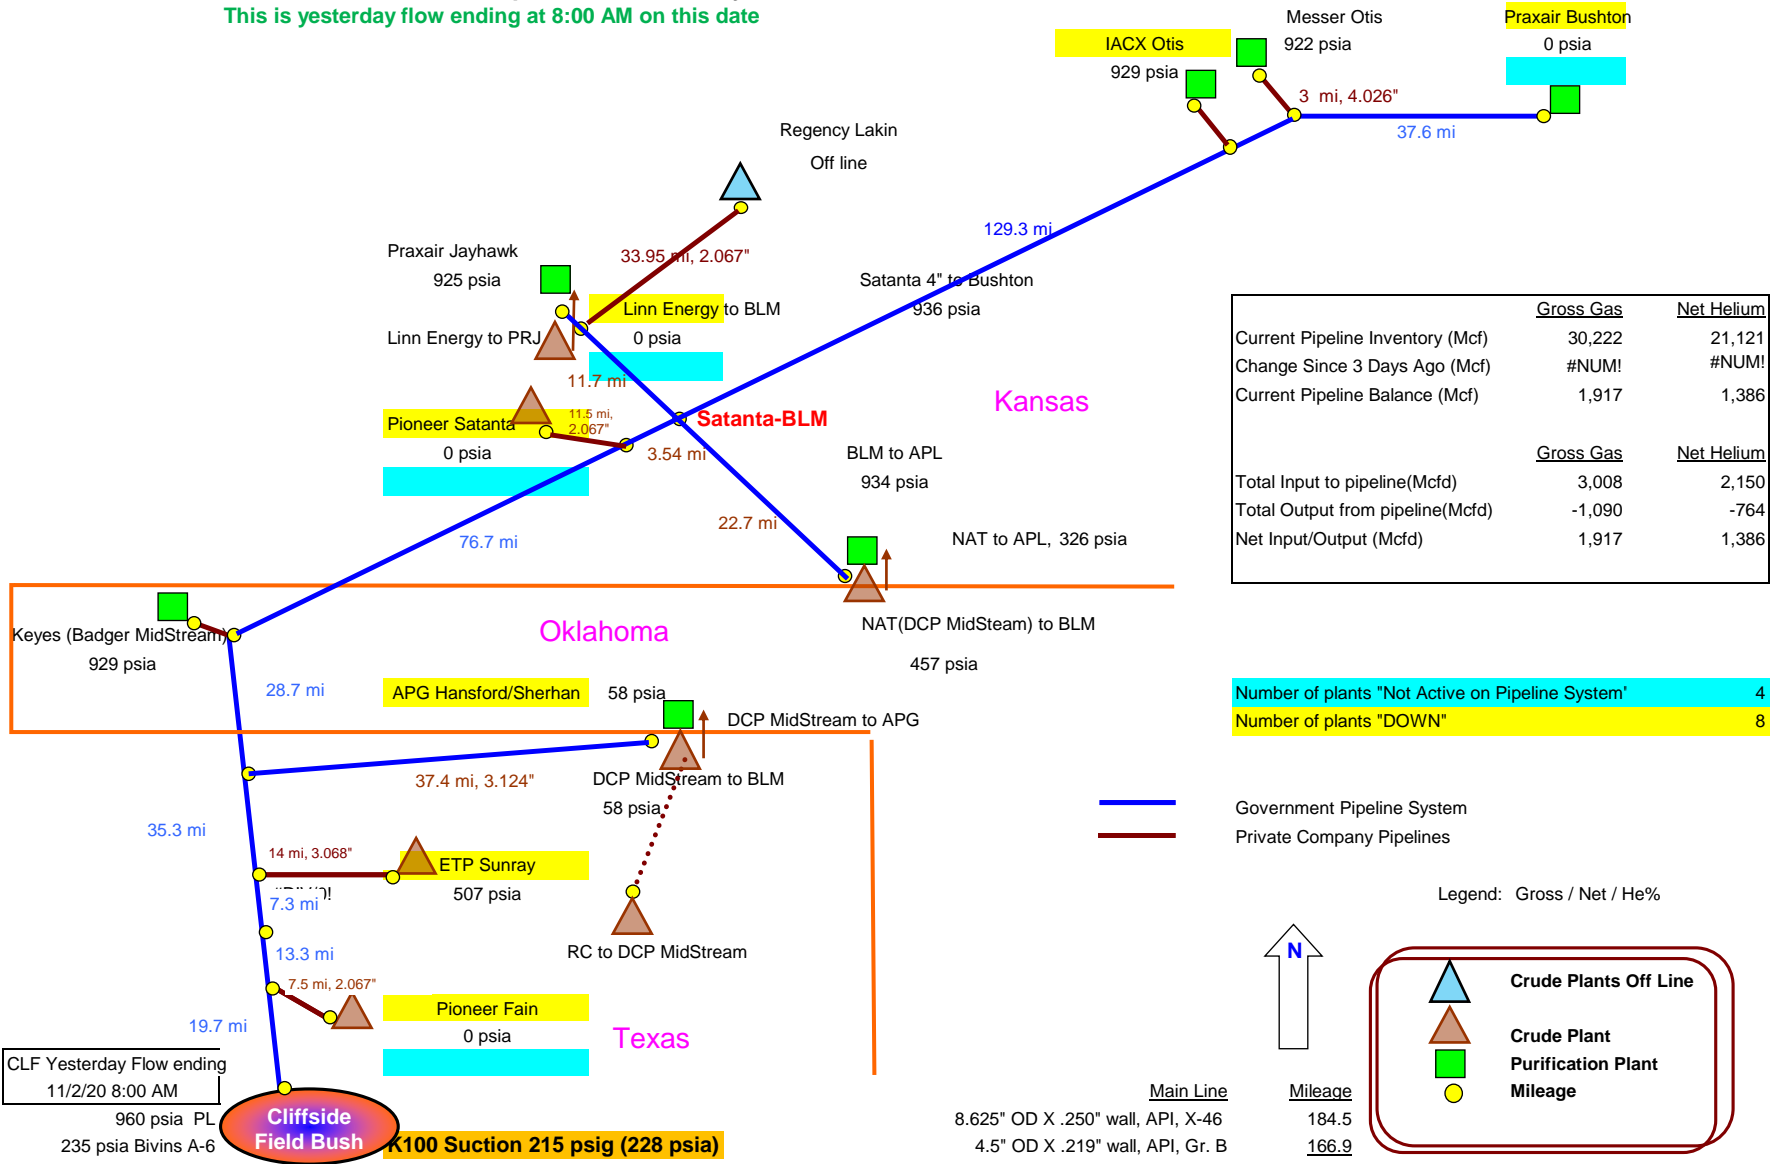 This is yesterday flow ending at 8:00 AM on this date
Messer Otis
922 psia
Praxair Bushton
0 psia
IACX Otis
929 psia
3 mi, 4.026"
37.6 mi
Regency Lakin
Off line
129.3 mi
Praxair Jayhawk
925 psia
33.95 mi, 2.067"
Satanta 4" to Bushton
936 psia
Linn Energy to BLM
0 psia
Linn Energy to PRJ
11.7 mi
Gross Gas Net Helium
Current Pipeline Inventory (Mcf) 30,222 21,121
Change Since 3 Days Ago (Mcf) #NUM! #NUM!
Current Pipeline Balance (Mcf) 1,917 1,386
Gross Gas Net Helium
Total Input to pipeline(Mcfd) 3,008 2,150
Total Output from pipeline(Mcfd) -1,090 -764
Net Input/Output (Mcfd) 1,917 1,386
Kansas
Pioneer Satanta
0 psia
11.5 mi,
2.067"
Satanta-BLM
3.54 mi
BLM to APL
934 psia
22.7 mi
76.7 mi
NAT to APL, 326 psia
NAT(DCP MidSteam) to BLM
457 psia
Keyes (Badger MidStream)
929 psia
Oklahoma
28.7 mi
APG Hansford/Sherhan 58 psia
DCP MidStream to APG
Number of plants "Not Active on Pipeline System' 4
Number of plants "DOWN" 8
37.4 mi, 3.124"
DCP MidStream to BLM
58 psia
35.3 mi
Government Pipeline System
Private Company Pipelines
14 mi, 3.068"
ETP Sunray
507 psia
7.3 mi
13.3 mi
RC to DCP MidStream
7.5 mi, 2.067"
Pioneer Fain
0 psia
19.7 mi
Texas
Legend: Gross / Net / He%
N
Crude Plants Off Line
Crude Plant
Purification Plant
Mileage
CLF Yesterday Flow ending
11/2/20 8:00 AM
960 psia PL
235 psia Bivins A-6
Cliffside
Field Bush
K100 Suction 215 psig (228 psia)
Main Line Mileage
8.625" OD X .250" wall, API, X-46 184.5
4.5" OD X .219" wall, API, Gr. B 166.9